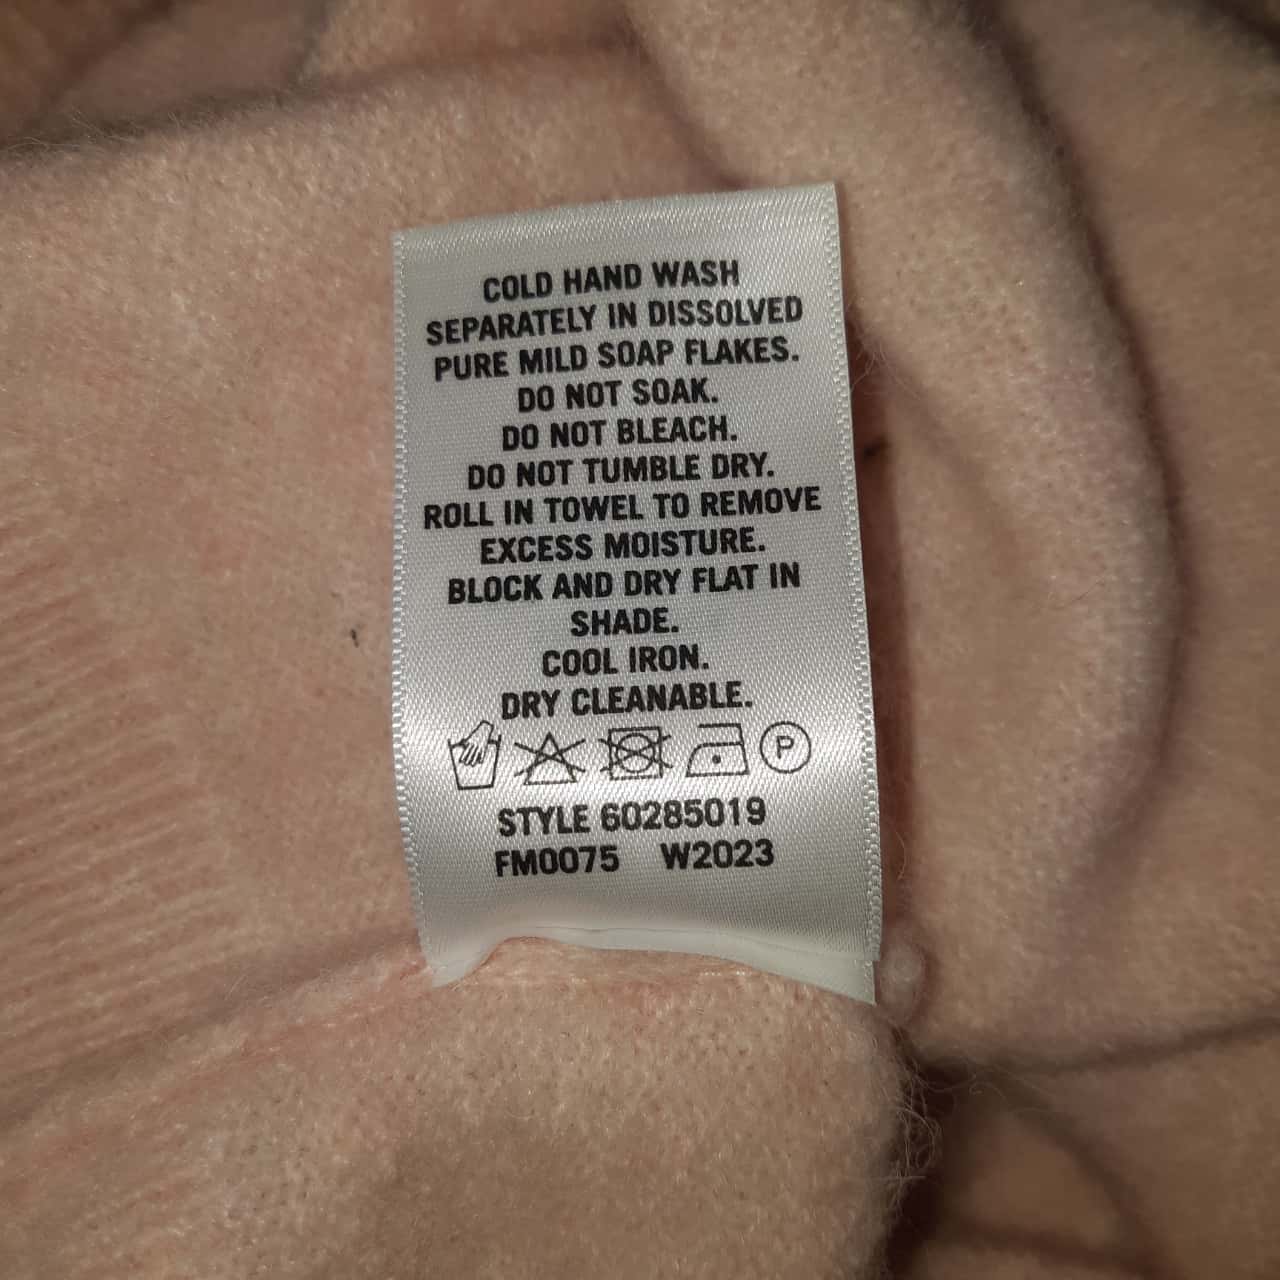 COLD HAND WASH
SEPARATELY IN DISSOLVED
PURE MILD SOAP FLAKES.
DO NOT SOAK.
DO NOT BLEACH.
DO NOT TUMBLE DRY.
ROLL IN TOWEL TO REMOVE
EXCESS MOISTURE.
BLOCK AND DRY FLAT IN
SHADE.
COOL IRON.
DRY CLEANABLE.
P
STYLE 60285019
FM0075 W2023